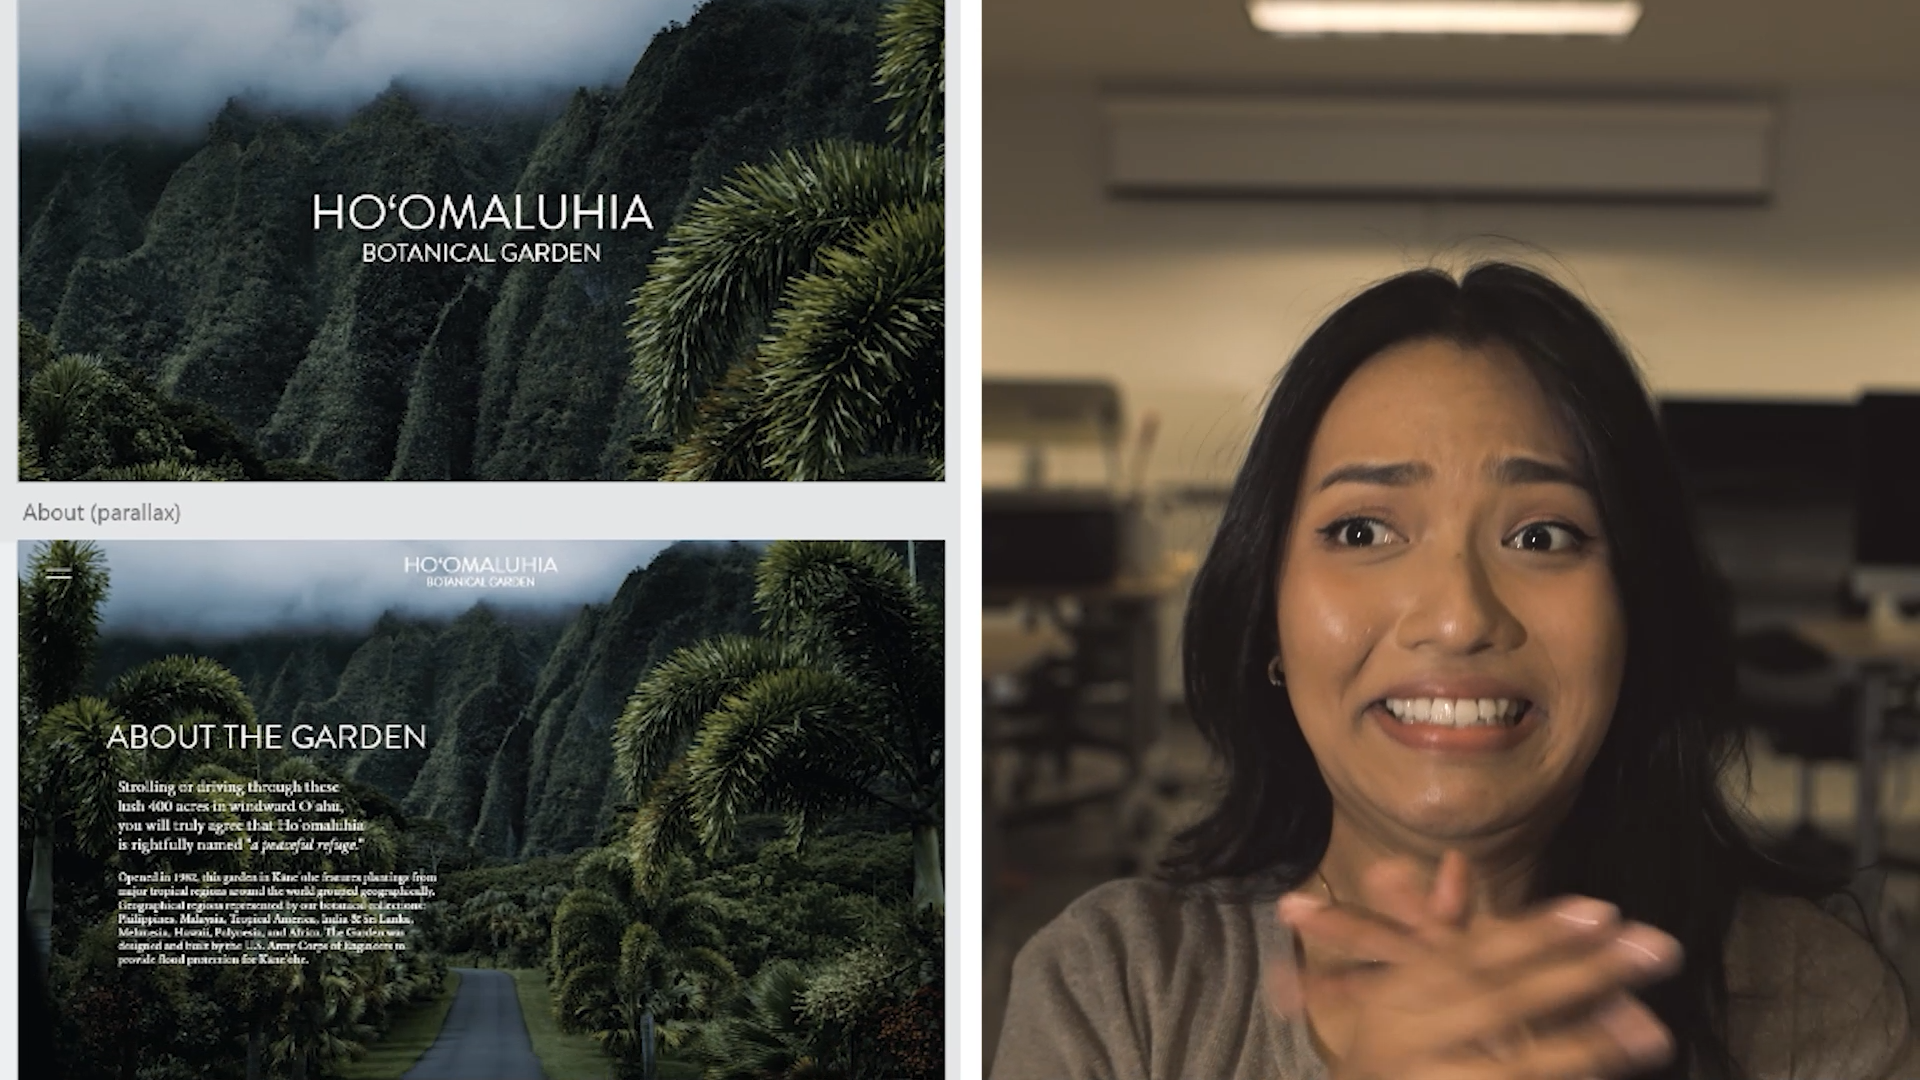 HOʻOMALUHIA
BOTANICAL GARDEN
About (parallax)
HOʻOMALUHIA
BOTANICAL GARDEN
ABOUT THE GARDEN
Strolling or driving through these
lush 400 acres in windward Oʻahu,
you will truly agree that Hoʻomaluhia
is rightfully named "a peaceful refuge."
Opened in 1982, this garden in Kāneʻohe features plantings from
major tropical regions around the world grouped geographically.
Geographical regions represented by our botanical collections:
Philippines, Malaysia, Tropical America, India & Sri Lanka,
Melanesia, Hawaii, Polynesia, and Africa. The Garden was
designed and built by the U.S. Army Corps of Engineers to
provide flood protection for Kāneʻohe.